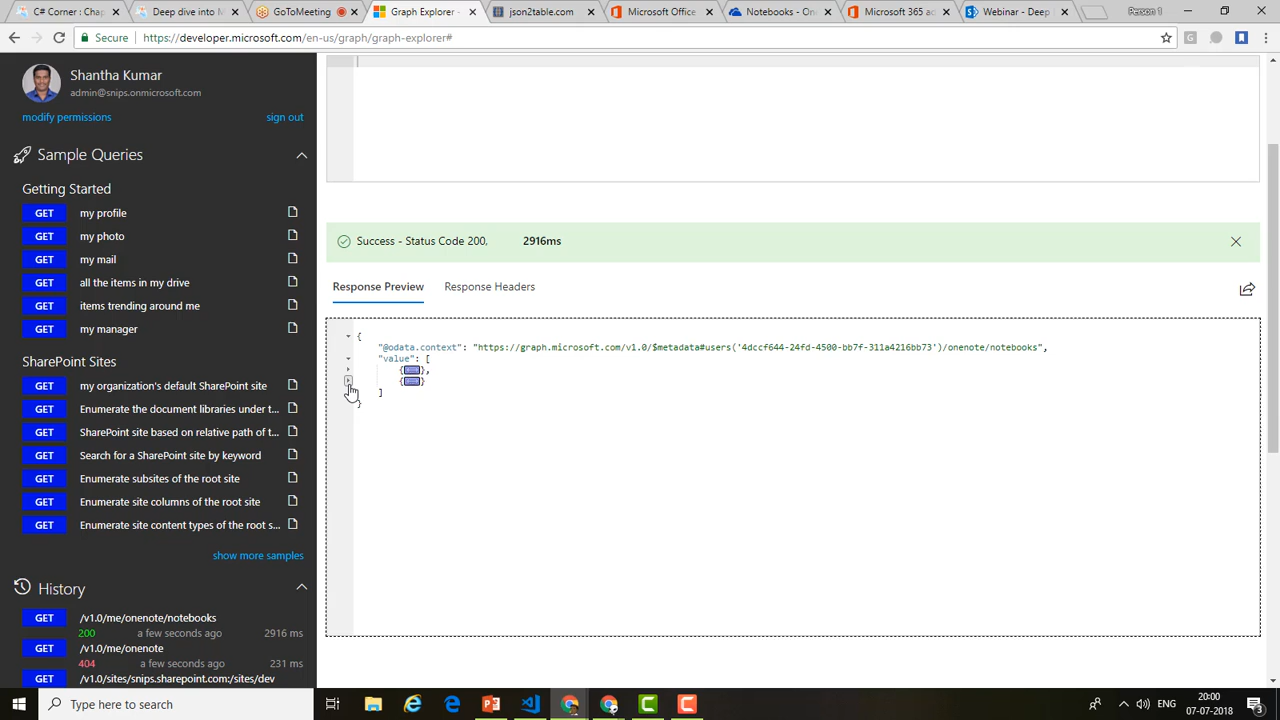 C# Corner : Chap
Deep dive into M
GoToMeeting
Graph Explorer -
json2table.com
Microsoft Office
Notebooks - One
Microsoft 365 ad
Webinar - Deep
Person 1
Secure
https://developer.microsoft.com/en-us/graph/graph-explorer#
Shantha Kumar
admin@snips.onmicrosoft.com
modify permissions
sign out
Sample Queries
Getting Started
GET my profile
GET my photo
GET my mail
GET all the items in my drive
GET items trending around me
GET my manager
SharePoint Sites
GET my organization's default SharePoint site
GET Enumerate the document libraries under t...
GET SharePoint site based on relative path of t...
GET Search for a SharePoint site by keyword
GET Enumerate subsites of the root site
GET Enumerate site columns of the root site
GET Enumerate site content types of the root s...
show more samples
History
GET /v1.0/me/onenote/notebooks
200 a few seconds ago 2916 ms
GET /v1.0/me/onenote
404 a few seconds ago 231 ms
GET /v1.0/sites/snips.sharepoint.com:/sites/dev
Success - Status Code 200, 2916ms
Response Preview
Response Headers
{
"@odata.context": "https://graph.microsoft.com/v1.0/$metadata#users('4dccf644-24fd-4500-bb7f-311a4216bb73')/onenote/notebooks",
"value": [
{
},
{
}
]
}
Type here to search
ENG
20:00
07-07-2018